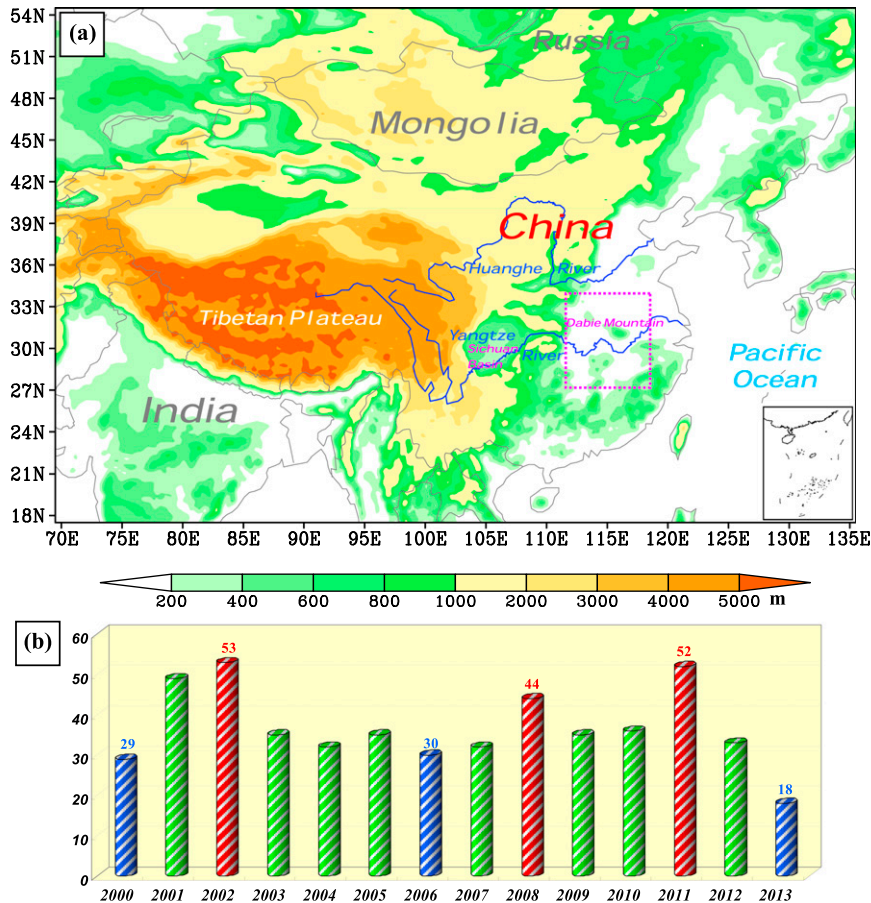 (a)
54N
51N
48N
45N
42N
39N
36N
33N
30N
27N
24N
21N
18N
Russia
Mongolia
China
Huanghe River
Tibetan Plateau
Dabie Mountain
Yangtze
River
Sichuan
Basin
Pacific
Ocean
India
70E 75E 80E 85E 90E 95E 100E 105E 110E 115E 120E 125E 130E 135E
200 400 600 800 1000 2000 3000 4000 5000 m
(b)
60
50
40
30
20
10
0
29
53
30
44
52
18
2000 2001 2002 2003 2004 2005 2006 2007 2008 2009 2010 2011 2012 2013